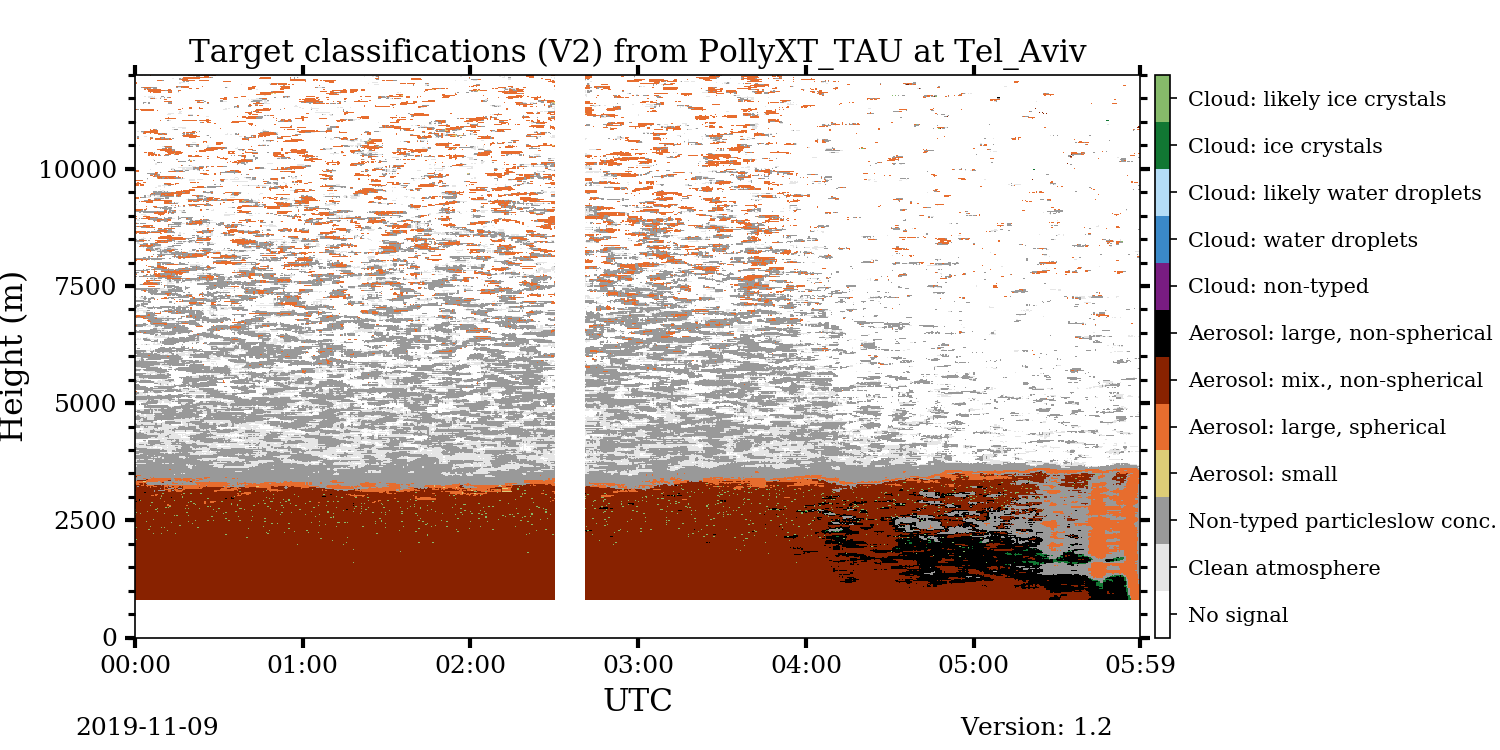 Target classifications (V2) from PollyXT_TAU at Tel_Aviv
Height (m)
10000
7500
5000
2500
0
00:00 01:00 02:00 03:00 04:00 05:00 05:59
UTC
2019-11-09
Version: 1.2
Cloud: likely ice crystals
Cloud: ice crystals
Cloud: likely water droplets
Cloud: water droplets
Cloud: non-typed
Aerosol: large, non-spherical
Aerosol: mix., non-spherical
Aerosol: large, spherical
Aerosol: small
Non-typed particleslow conc.
Clean atmosphere
No signal